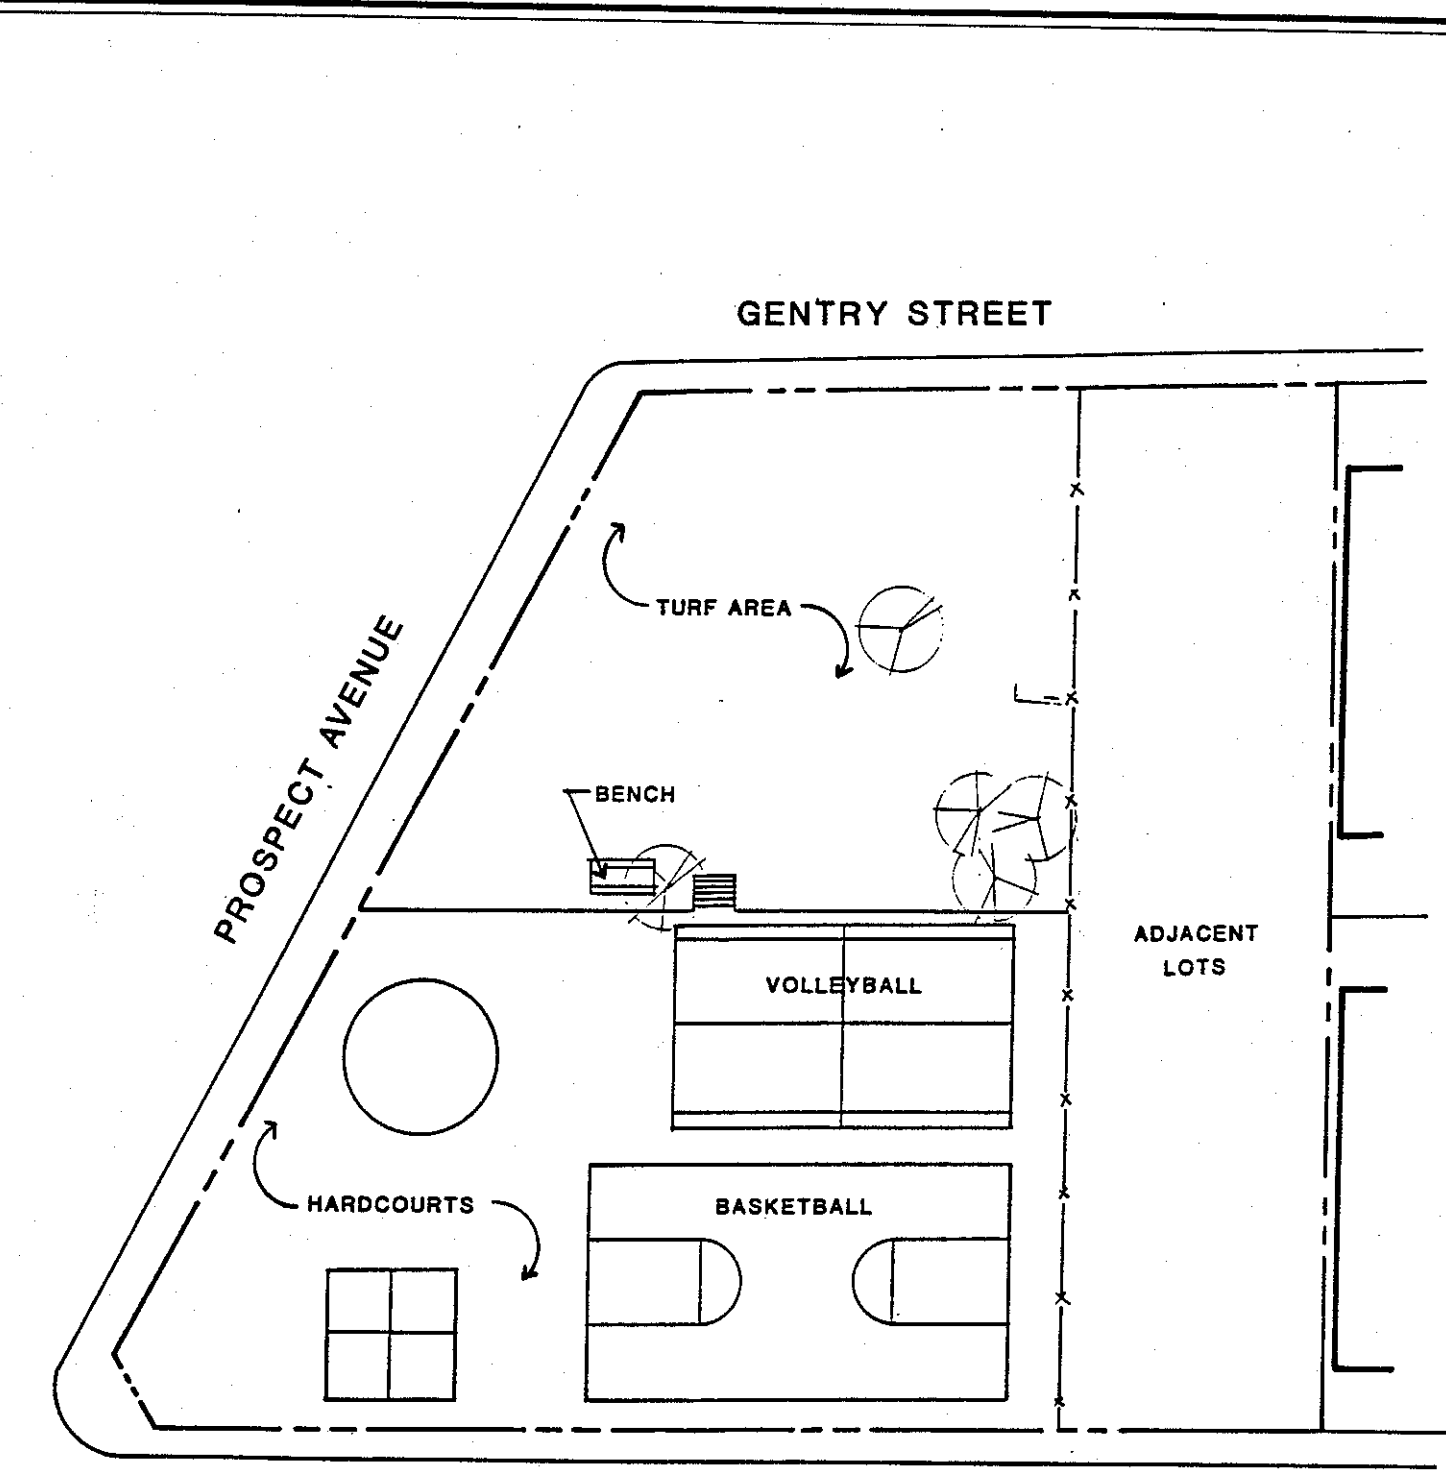 GENTRY STREET
TURF AREA
PROSPECT AVENUE
BENCH
ADJACENT
LOTS
VOLLEYBALL
HARDCOURTS
BASKETBALL